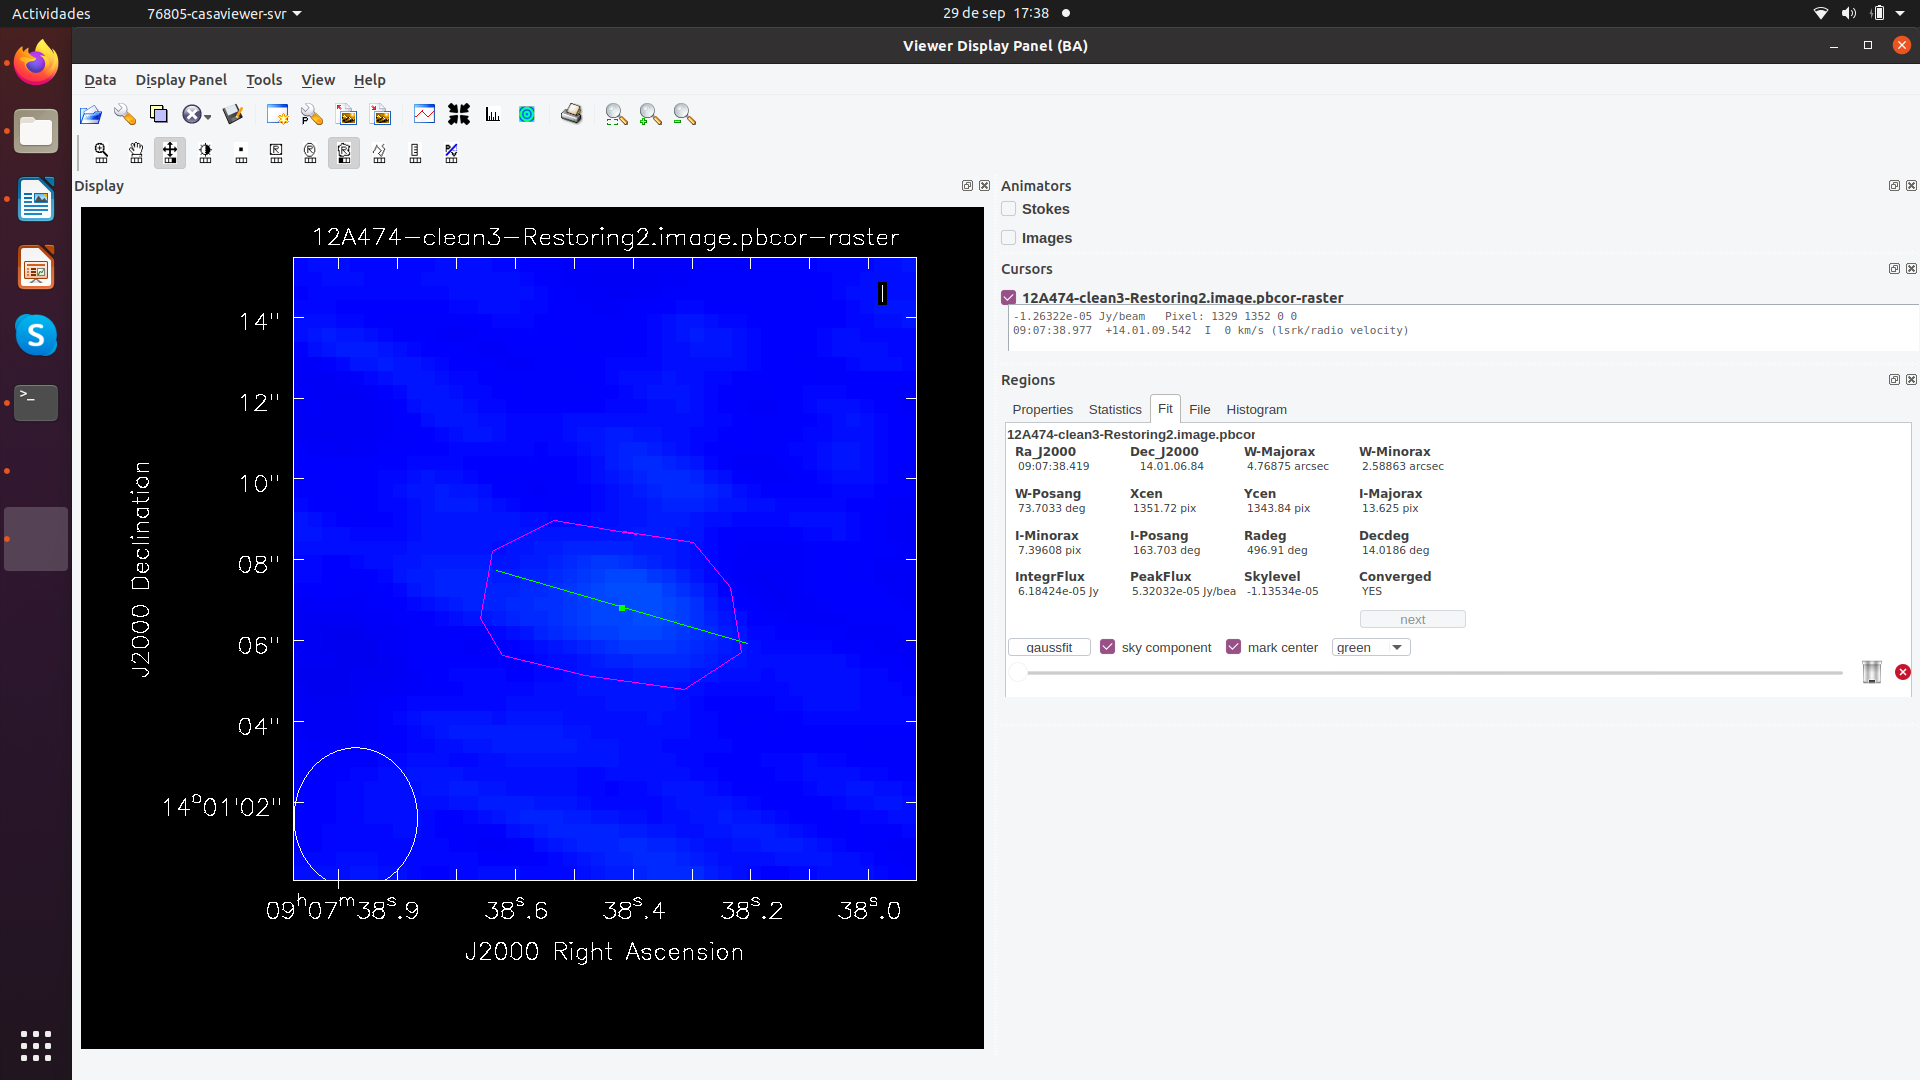 Actividades
76805-casaviewer-svr
29 de sep 17:38
Viewer Display Panel (BA)
Data Display Panel Tools View Help
Display
12A474-clean3-Restoring2.image.pbcor-raster
I
14"
12"
10"
08"
06"
04"
14°01'02"
J2000 Declination
09h07m38s.9 38s.6 38s.4 38s.2 38s.0
J2000 Right Ascension
Animators
Stokes
Images
Cursors
12A474-clean3-Restoring2.image.pbcor-raster
-1.26322e-05 Jy/beam Pixel: 1329 1352 0 0
09:07:38.977 +14.01.09.542 I 0 km/s (lsrk/radio velocity)
Regions
Properties Statistics Fit File Histogram
12A474-clean3-Restoring2.image.pbcor
Ra_J2000 Dec_J2000 W-Majorax W-Minorax
09:07:38.419 14.01.06.84 4.76875 arcsec 2.58863 arcsec
W-Posang Xcen Ycen I-Majorax
73.7033 deg 1351.72 pix 1343.84 pix 13.625 pix
I-Minorax I-Posang Radeg Decdeg
7.39608 pix 163.703 deg 496.91 deg 14.0186 deg
IntegrFlux PeakFlux Skylevel Converged
6.18424e-05 Jy 5.32032e-05 Jy/bea -1.13534e-05 YES
next
gaussfit sky component mark center green